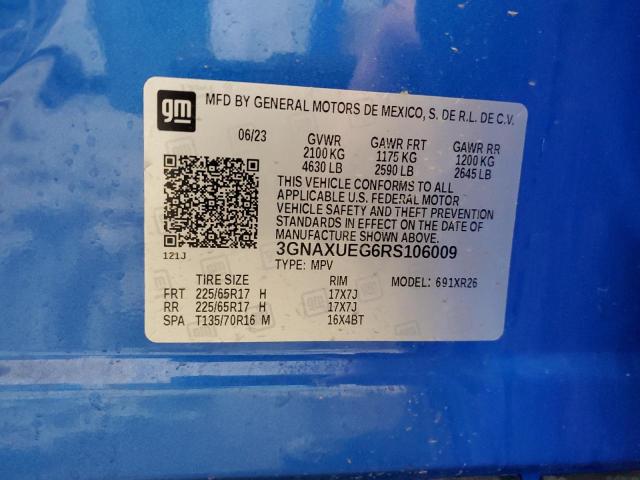 gm MFD BY GENERAL MOTORS DE MEXICO, S. DE R.L. DE C.V.
06/23 GVWR GAWR FRT GAWR RR
2100 KG 1175 KG 1200 KG
4630 LB 2590 LB 2645 LB
THIS VEHICLE CONFORMS TO ALL
APPLICABLE U.S. FEDERAL MOTOR
VEHICLE SAFETY AND THEFT PREVENTION
STANDARDS IN EFFECT ON THE DATE OF
MANUFACTURE SHOWN ABOVE.
3GNAXUEG6RS106009
121J TYPE: MPV MODEL: 691XR26
TIRE SIZE RIM
FRT 225/65R17 H 17X7J
RR 225/65R17 H 17X7J
SPA T135/70R16 M 16X4BT